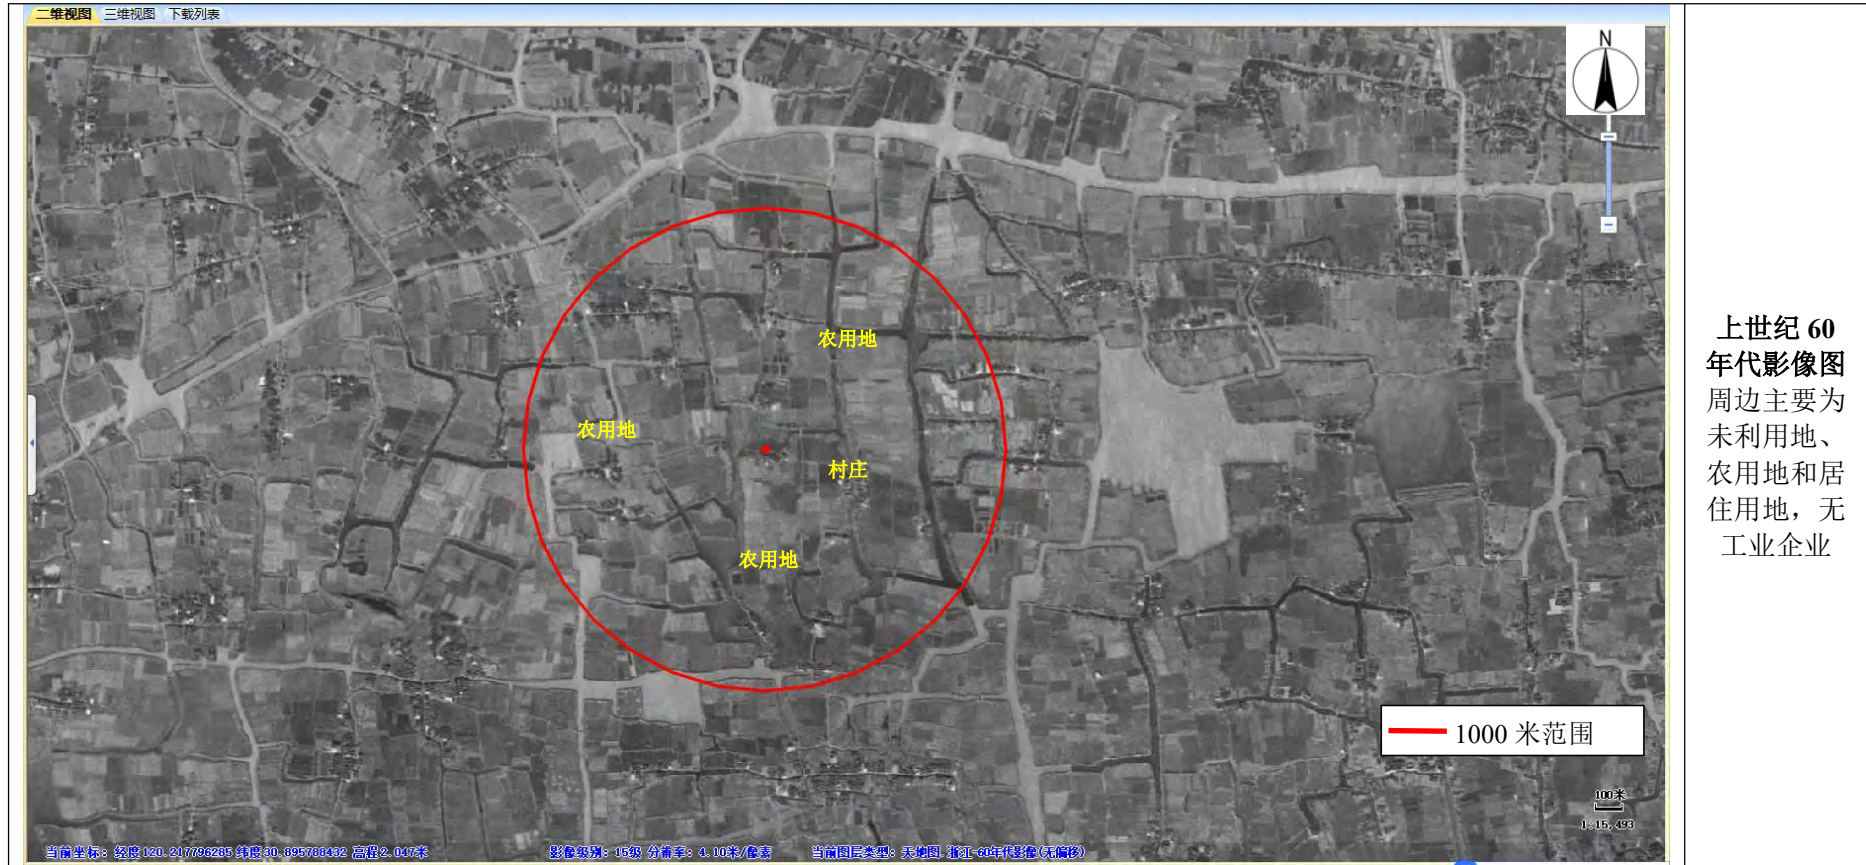 二维视图 三维视图 下载列表
N
农用地
农用地
村庄
农用地
1000 米范围
100米
1:15,493
当前坐标：经度120.217796285 纬度30.895788432 高程2.047米 影像级别：15级 分辨率：4.10米/像素 当前图层类型：天地图 浙江-60年代影像(无偏移)
上世纪 60
年代影像图
周边主要为
未利用地、
农用地和居
住用地，无
工业企业